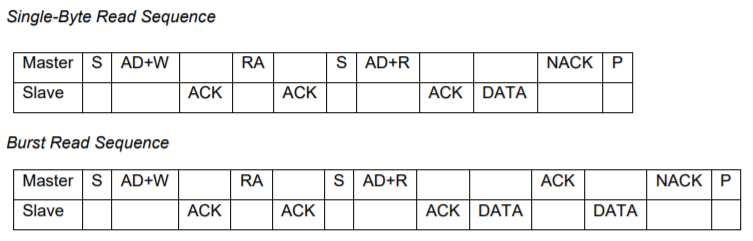 Single-Byte Read Sequence
Master S AD+W RA S AD+R NACK P
Slave ACK ACK ACK DATA
Burst Read Sequence
Master S AD+W RA S AD+R ACK NACK P
Slave ACK ACK ACK DATA DATA